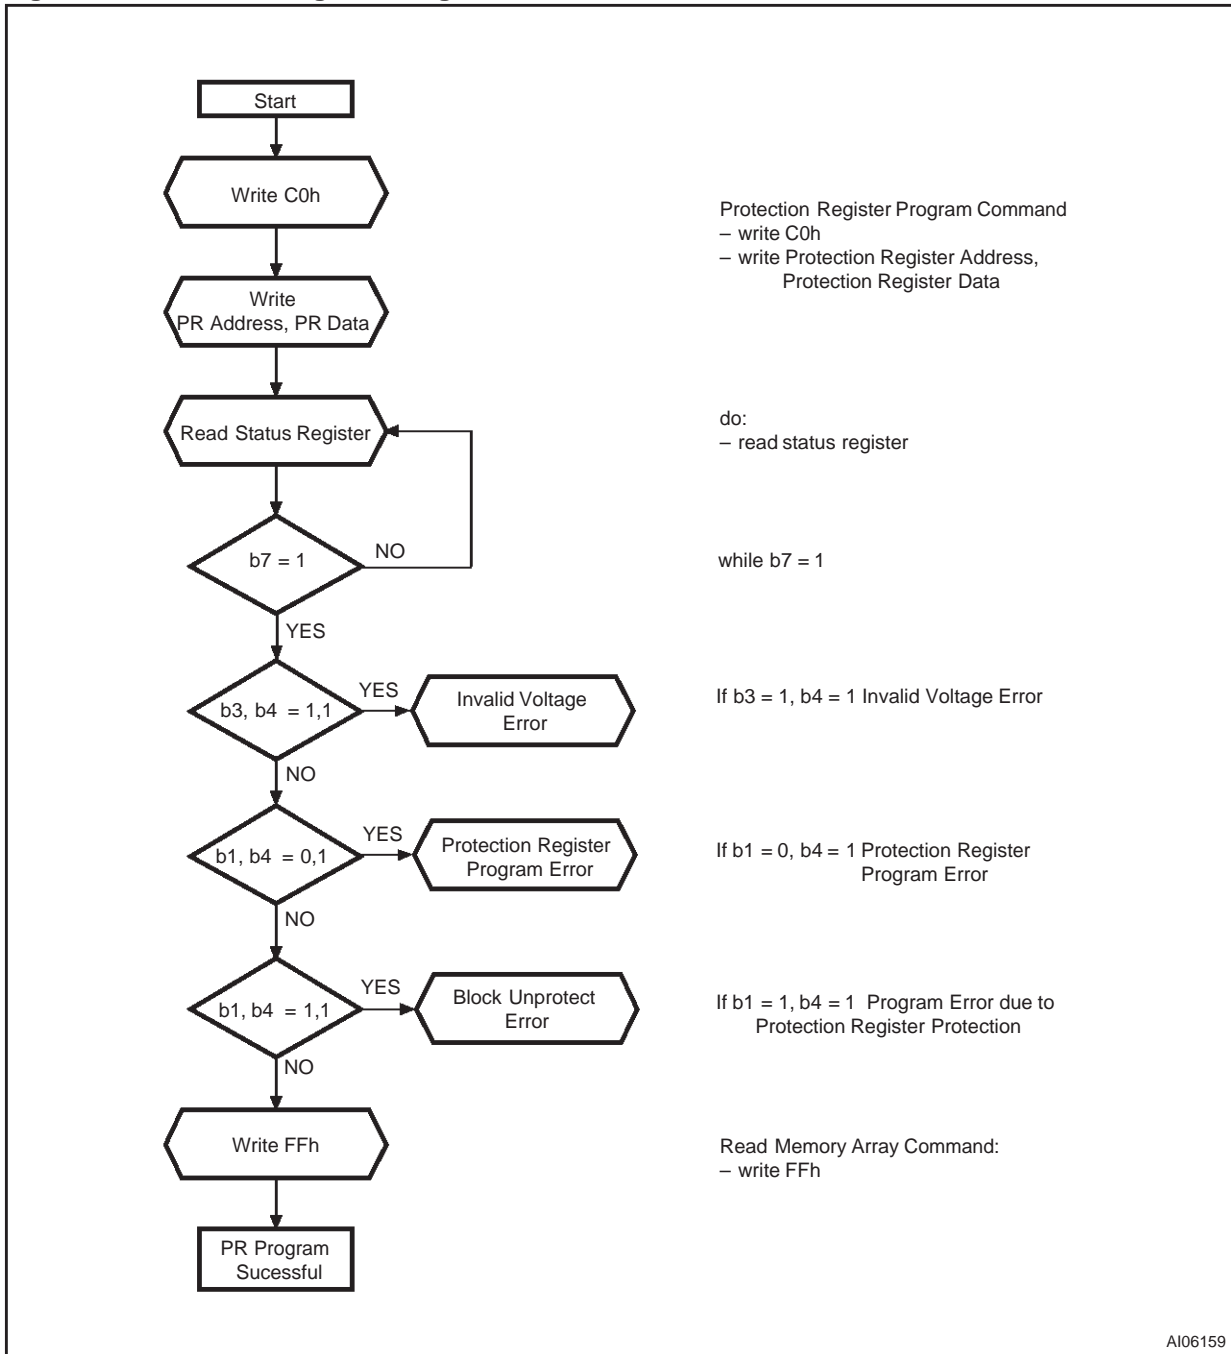 Start
Write C0h
Protection Register Program Command
– write C0h
– write Protection Register Address,
Protection Register Data
Write
PR Address, PR Data
Read Status Register
do:
– read status register
b7 = 1
NO
while b7 = 1
YES
b3, b4 = 1,1
YES
Invalid Voltage
Error
If b3 = 1, b4 = 1 Invalid Voltage Error
NO
b1, b4 = 0,1
YES
Protection Register
Program Error
If b1 = 0, b4 = 1 Protection Register
Program Error
NO
b1, b4 = 1,1
YES
Block Unprotect
Error
If b1 = 1, b4 = 1 Program Error due to
Protection Register Protection
NO
Write FFh
Read Memory Array Command:
– write FFh
PR Program
Sucessful
AI06159